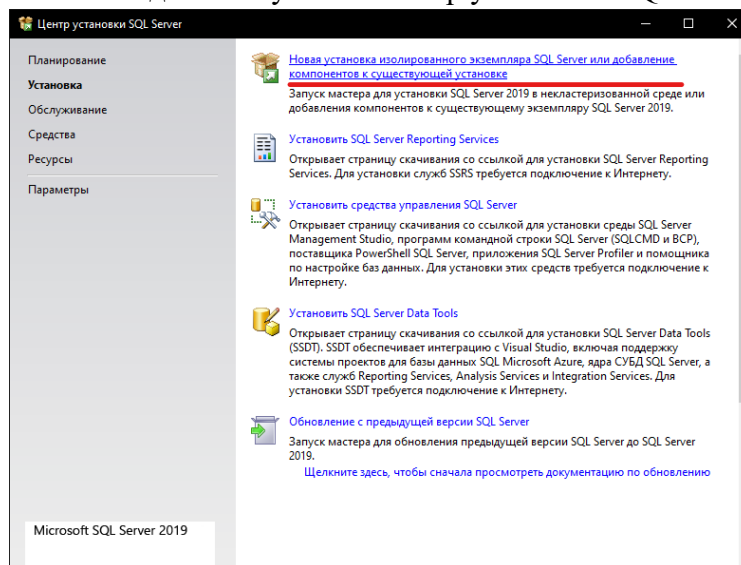 Центр установки SQL Server
Планирование
Установка
Обслуживание
Средства
Ресурсы
Параметры
Новая установка изолированного экземпляра SQL Server или добавление
компонентов к существующей установке
Запуск мастера для установки SQL Server 2019 в некластеризованной среде или
добавления компонентов к существующему экземпляру SQL Server 2019.
Установить SQL Server Reporting Services
Открывает страницу скачивания со ссылкой для установки SQL Server Reporting
Services. Для установки служб SSRS требуется подключение к Интернету.
Установить средства управления SQL Server
Открывает страницу скачивания со ссылкой для установки среды SQL Server
Management Studio, программ командной строки SQL Server (SQLCMD и BCP),
поставщика PowerShell SQL Server, приложения SQL Server Profiler и помощника
по настройке баз данных. Для установки этих средств требуется подключение к
Интернету.
Установить SQL Server Data Tools
Открывает страницу скачивания со ссылкой для установки SQL Server Data Tools
(SSDT). SSDT обеспечивает интеграцию с Visual Studio, включая поддержку
системы проектов для базы данных SQL Microsoft Azure, ядра СУБД SQL Server, а
также служб Reporting Services, Analysis Services и Integration Services. Для
установки SSDT требуется подключение к Интернету.
Обновление с предыдущей версии SQL Server
Запуск мастера для обновления предыдущей версии SQL Server до SQL Server
2019.
Щелкните здесь, чтобы сначала просмотреть документацию по обновлению
Microsoft SQL Server 2019